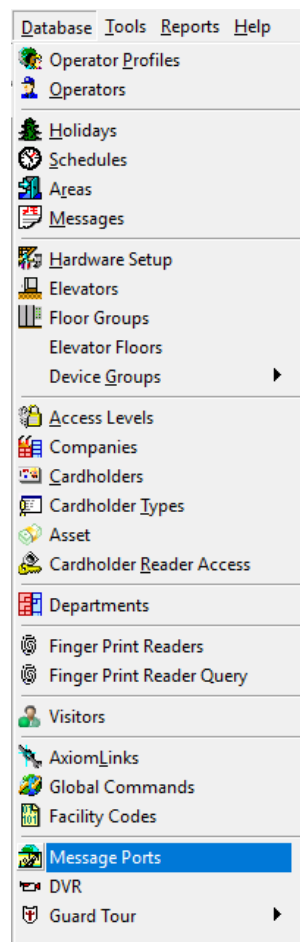 Database Tools Reports Help
Operator Profiles
Operators
Holidays
Schedules
Areas
Messages
Hardware Setup
Elevators
Floor Groups
Elevator Floors
Device Groups
Access Levels
Companies
Cardholders
Cardholder Types
Asset
Cardholder Reader Access
Departments
Finger Print Readers
Finger Print Reader Query
Visitors
AxiomLinks
Global Commands
Facility Codes
Message Ports
DVR
Guard Tour